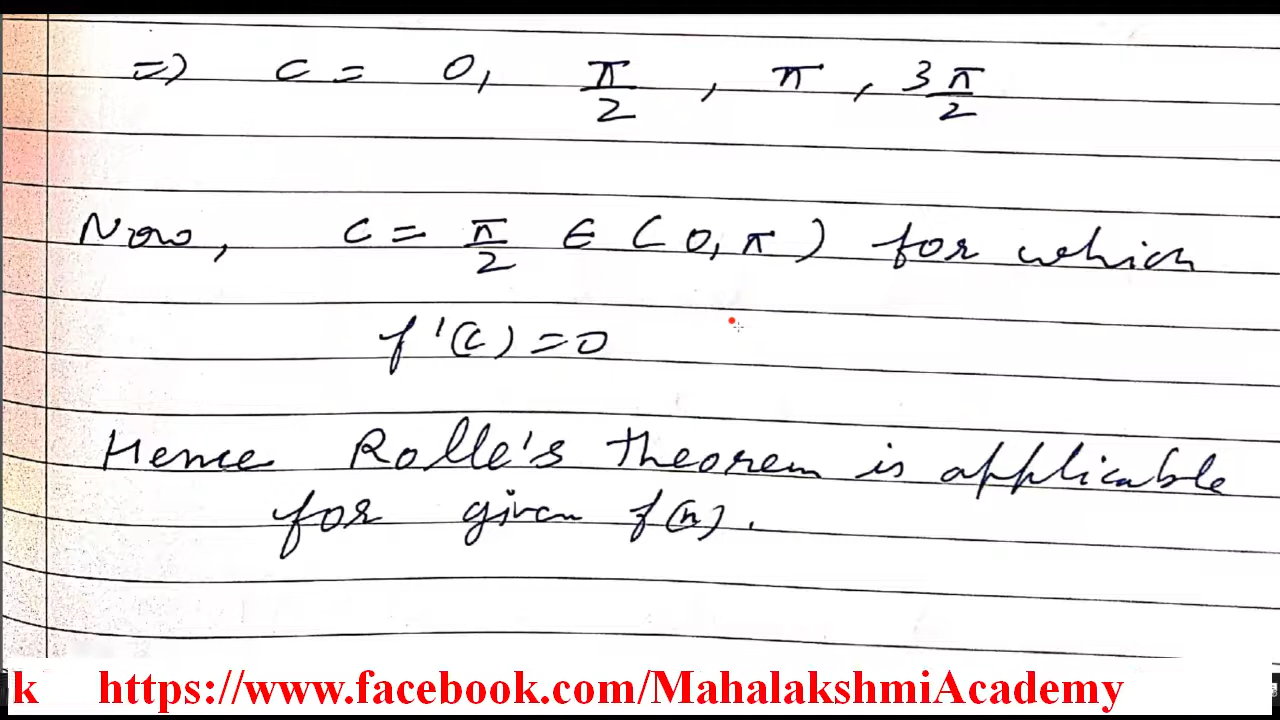 => c = 0, π/2, π, 3π/2
Now, c = π/2 ∈ (0, π) for which
f'(c) = 0
Hence Rolle's theorem is applicable
for given f(x).
k https://www.facebook.com/MahalakshmiAcademy